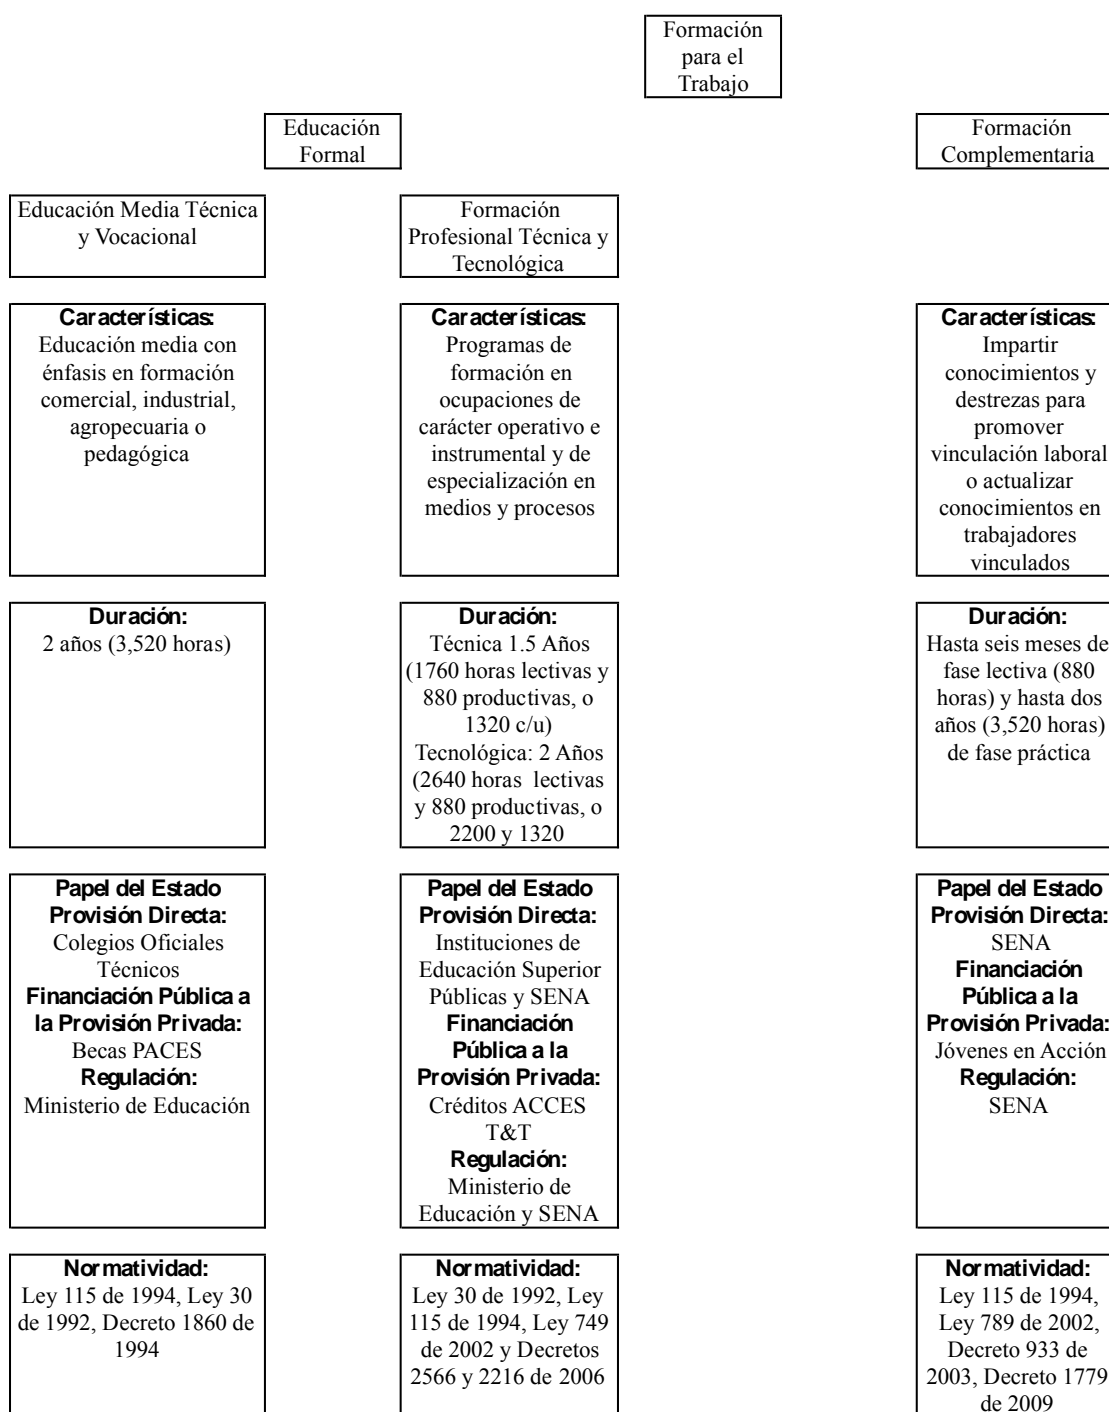 Formación
para el
Trabajo
Educación
Formal
Formación
Complementaria
Educación Media Técnica
y Vocacional
Formación
Profesional Técnica y
Tecnológica
Características:
Educación media con
énfasis en formación
comercial, industrial,
agropecuaria o
pedagógica
Características:
Programas de
formación en
ocupaciones de
carácter operativo e
instrumental y de
especialización en
medios y procesos
Características:
Impartir
conocimientos y
destrezas para
promover
vinculación laboral
o actualizar
conocimientos en
trabajadores
vinculados
Duración:
2 años (3,520 horas)
Duración:
Técnica 1.5 Años
(1760 horas lectivas y
880 productivas, o
1320 c/u)
Tecnológica: 2 Años
(2640 horas lectivas
y 880 productivas, o
2200 y 1320
Duración:
Hasta seis meses de
fase lectiva (880
horas) y hasta dos
años (3,520 horas)
de fase práctica
Papel del Estado
Provisión Directa:
Colegios Oficiales
Técnicos
Financiación Pública a
la Provisión Privada:
Becas PACES
Regulación:
Ministerio de Educación
Papel del Estado
Provisión Directa:
Instituciones de
Educación Superior
Públicas y SENA
Financiación
Pública a la
Provisión Privada:
Créditos ACCES
T&T
Regulación:
Ministerio de
Educación y SENA
Papel del Estado
Provisión Directa:
SENA
Financiación
Pública a la
Provisión Privada:
Jóvenes en Acción
Regulación:
SENA
Normatividad:
Ley 115 de 1994, Ley 30
de 1992, Decreto 1860 de
1994
Normatividad:
Ley 30 de 1992, Ley
115 de 1994, Ley 749
de 2002 y Decretos
2566 y 2216 de 2006
Normatividad:
Ley 115 de 1994,
Ley 789 de 2002,
Decreto 933 de
2003, Decreto 1779
de 2009